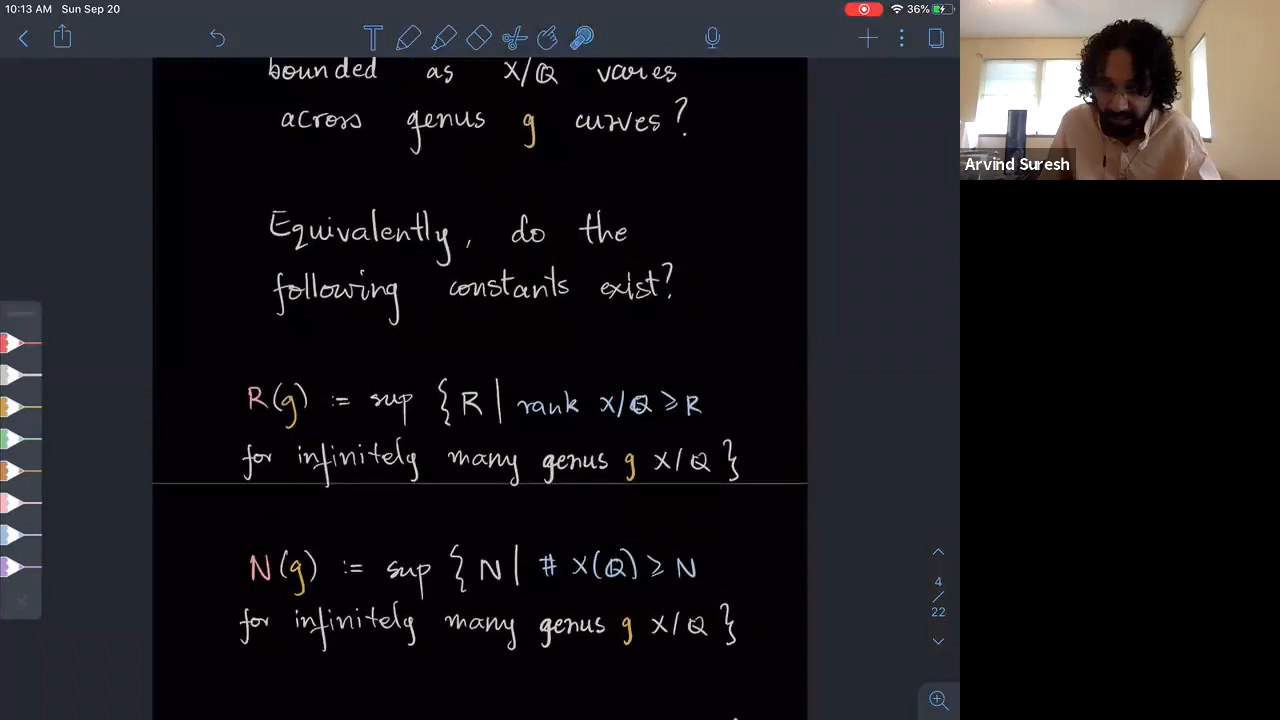 10:13 AM Sun Sep 20
36%
bounded as X/ℚ varies
across genus g curves?
Equivalently, do the
following constants exist?
R(g) := sup { R | rank X/ℚ ≥ R
for infinitely many genus g X/ℚ }
N(g) := sup { N | # X(ℚ) ≥ N
for infinitely many genus g X/ℚ }
4
/
22
Arvind Suresh